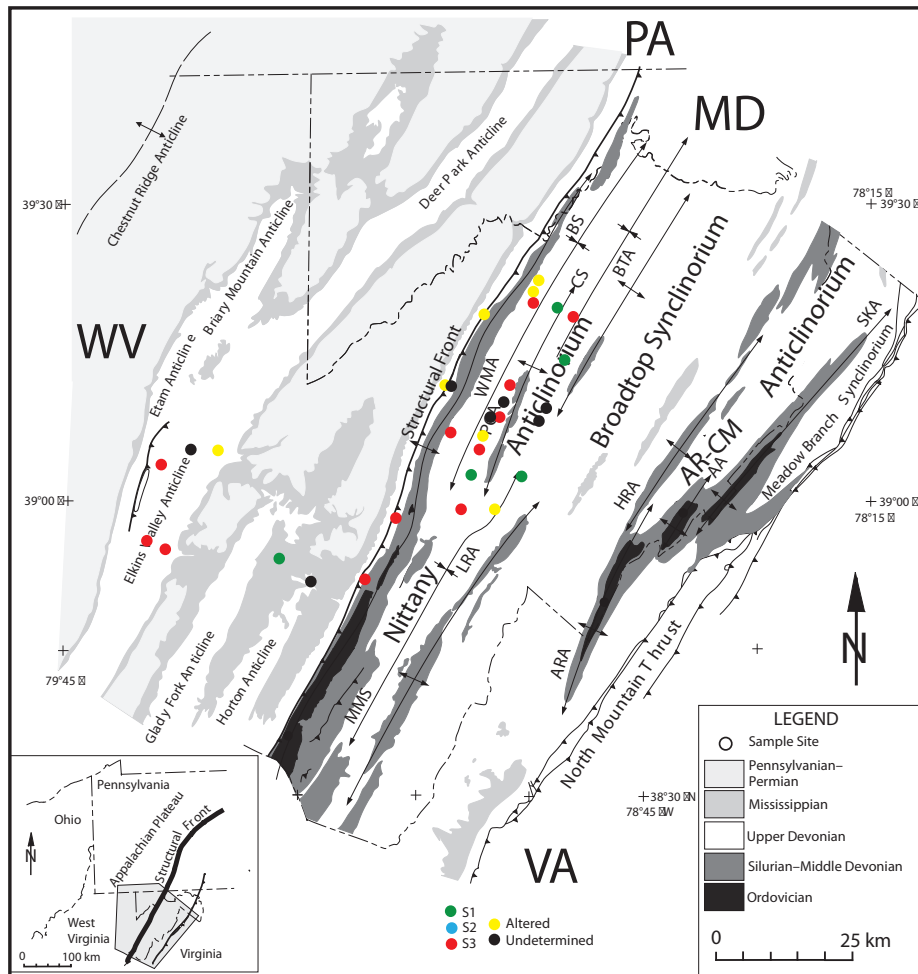 PA
MD
WV
VA
Chestnut Ridge Anticline
Deer Park Anticline
Briary Mountain Anticline
Etam Anticline
Elkins Valley Anticline
Glady Fork Anticline
Horton Anticline
Structural Front
Nittany
Anticlinorium
Broadtop Synclinorium
AR-CM
Anticlinorium
Meadow Branch Synclinorium
North Mountain Thrust
BS
CS
BTA
WMA
LRA
MMS
HRA
AA
ARA
SKA
39°30
39°00
79°45
78°15
39°30
39°00
78°15
38°30 N
78°45 W
N
LEGEND
Sample Site
Pennsylvanian–
Permian
Mississippian
Upper Devonian
Silurian–Middle Devonian
Ordovician
0
25 km
S1
S2
S3
Altered
Undetermined
Pennsylvania
Ohio
Appalachian Plateau
Structural Front
N
West
Virginia
Virginia
0
100 km